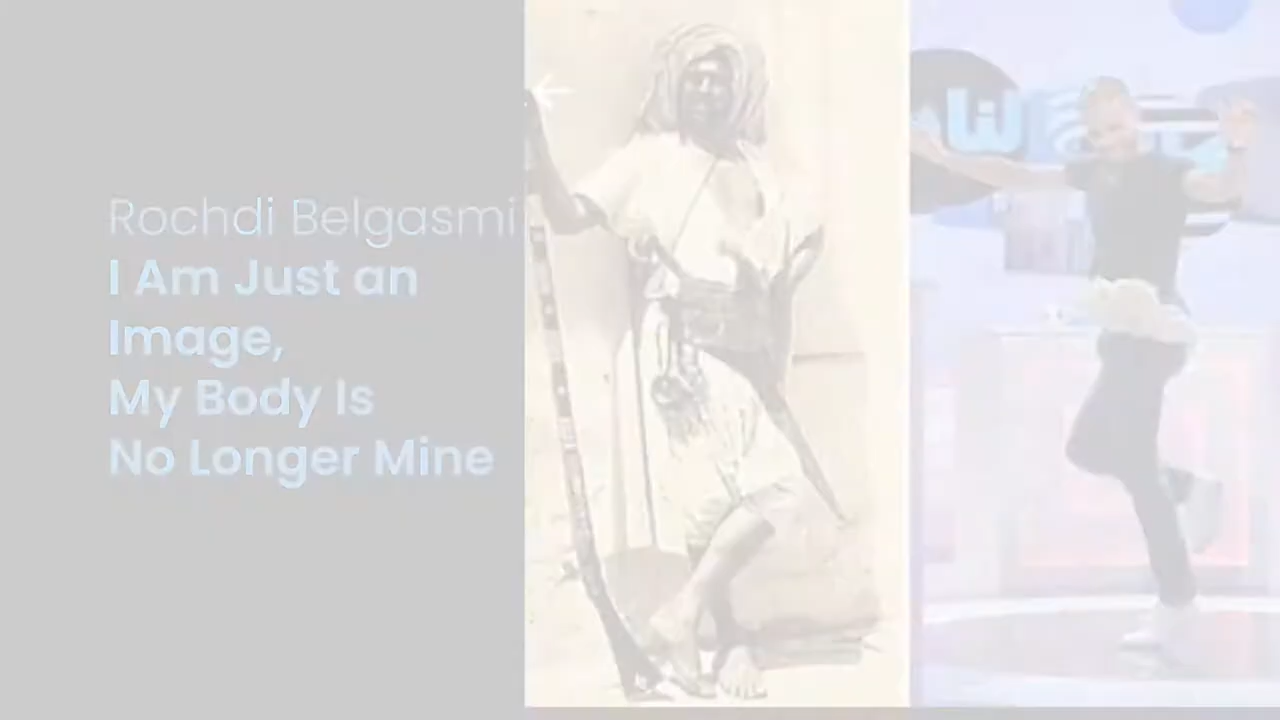 Rochdi Belgasmi
I Am Just an
Image,
My Body Is
No Longer Mine